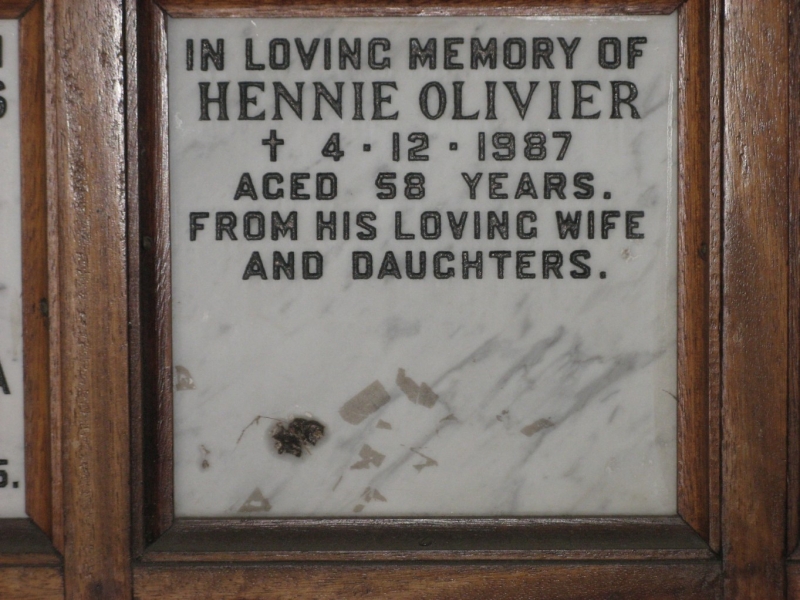 IN LOVING MEMORY OF
HENNIE OLIVIER
† 4 · 12 · 1987
AGED 58 YEARS.
FROM HIS LOVING WIFE
AND DAUGHTERS.